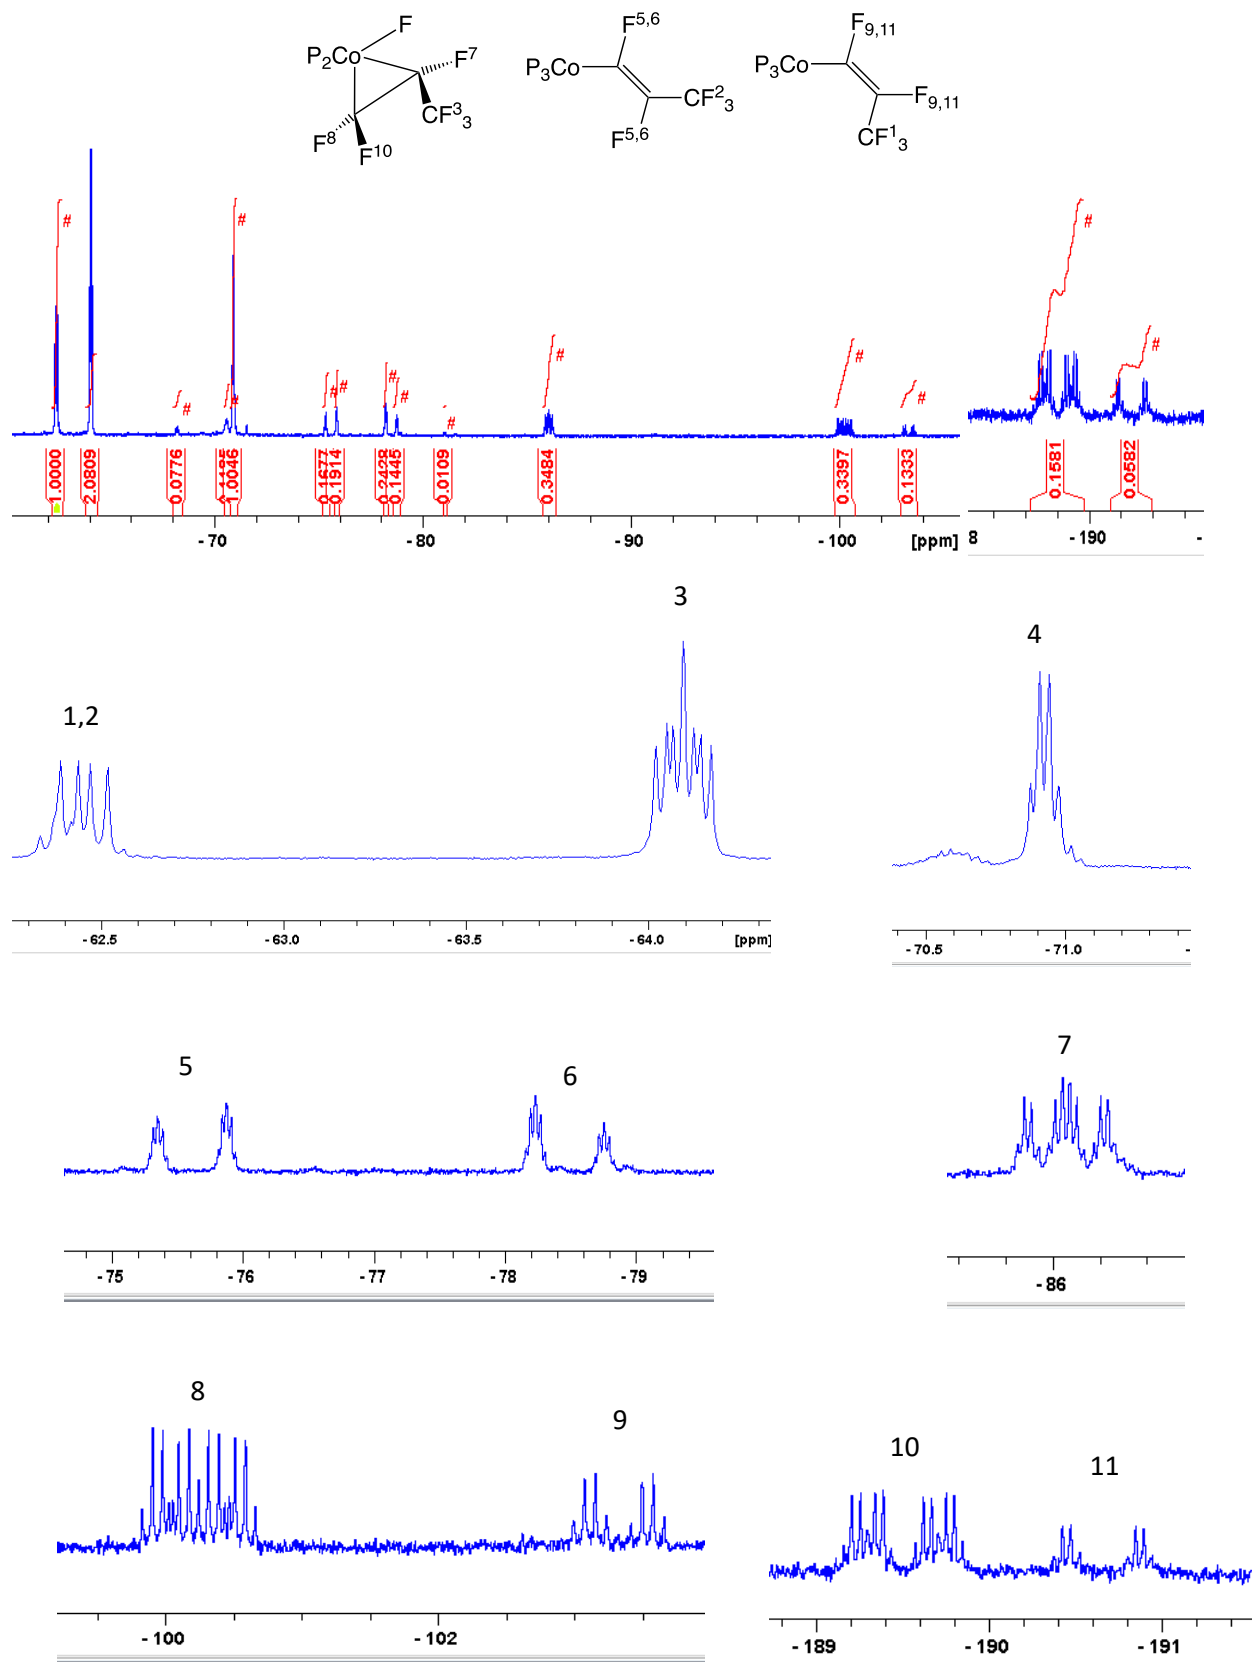 F
P₂Co
F⁷
CF³₃
F⁸
F¹⁰
F⁵,⁶
P₃Co
CF²₃
F⁵,⁶
F₉,₁₁
P₃Co
F₉,₁₁
CF¹₃
# # # # # # # # # # # # # #
1.0000 2.0809 0.0776 1.0046 0.1677 0.1914 0.2428 0.1445 0.0109 0.3484 0.3397 0.1333 0.1581 0.0582
- 70 - 80 - 90 - 100 [ppm] 8 - 190 -
3
4
1,2
- 62.5 - 63.0 - 63.5 - 64.0 [ppm]
- 70.5 - 71.0 -
5
6
7
- 75 - 76 - 77 - 78 - 79
- 86
8
9
10
11
- 100 - 102
- 189 - 190 - 191